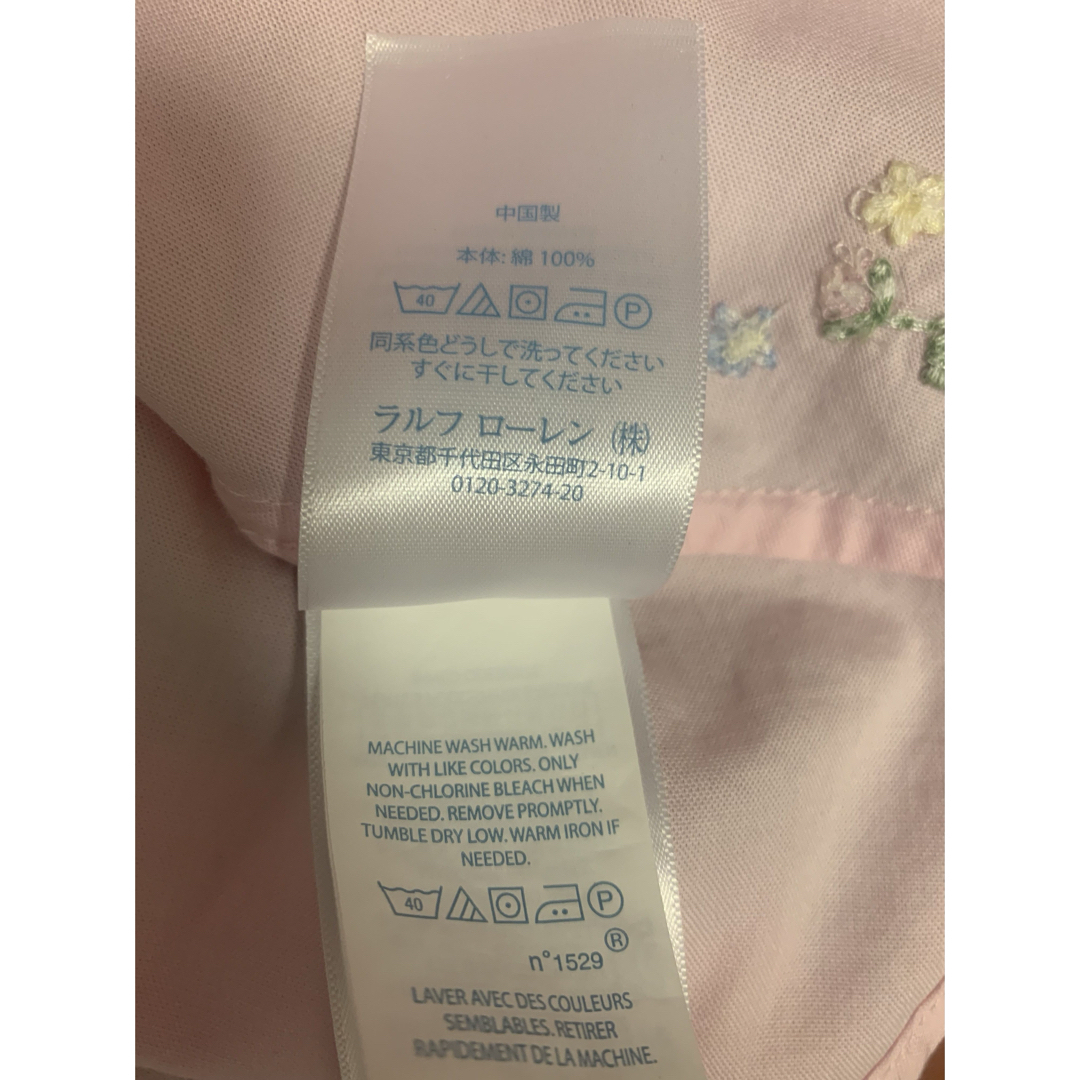 中国製
本体: 綿 100%
40 P
同系色どうしで洗ってください
すぐに干してください
ラルフ ローレン (株)
東京都千代田区永田町2-10-1
0120-3274-20
MACHINE WASH WARM. WASH
WITH LIKE COLORS. ONLY
NON-CHLORINE BLEACH WHEN
NEEDED. REMOVE PROMPTLY.
TUMBLE DRY LOW. WARM IRON IF
NEEDED.
40 P
n°1529 ®
LAVER AVEC DES COULEURS
SEMBLABLES. RETIRER
RAPIDEMENT DE LA MACHINE.